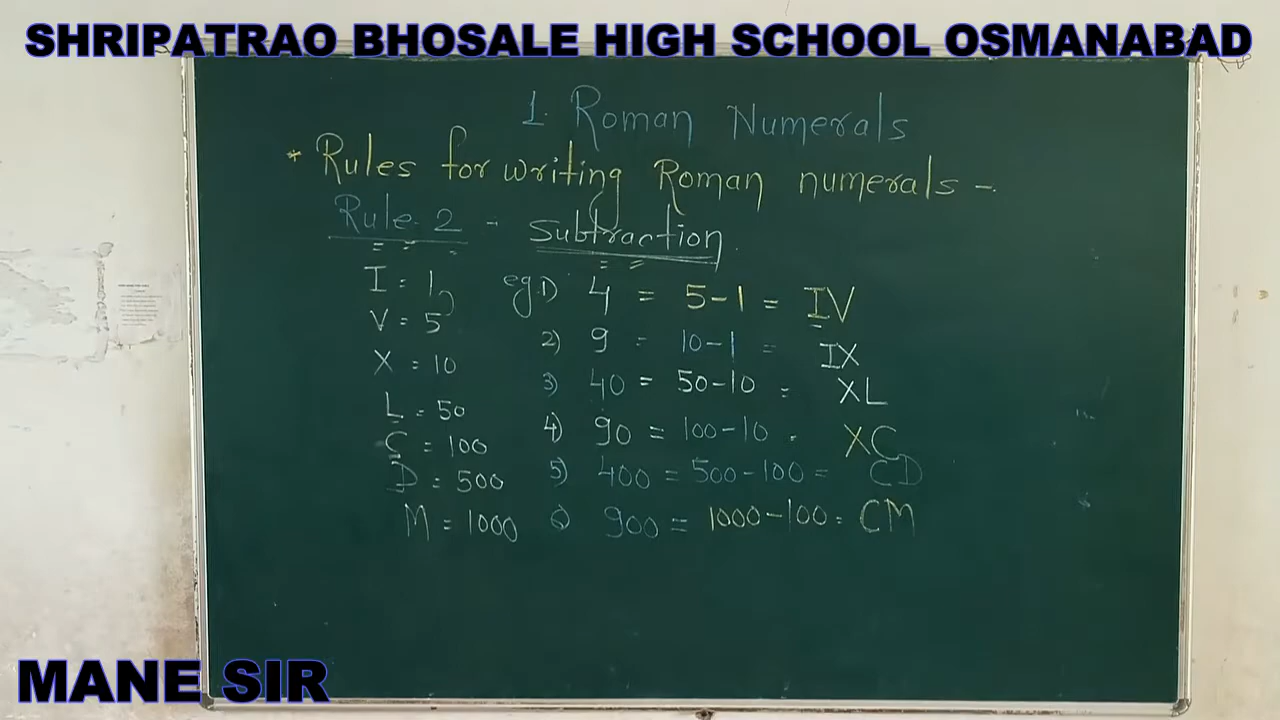 SHRIPATRAO BHOSALE HIGH SCHOOL OSMANABAD
1. Roman Numerals
* Rules for writing Roman numerals -
Rule-2 - Subtraction
I = 1
eg.1) 4 = 5-1 = IV
V = 5
2) 9 = 10-1 = IX
X = 10
3) 40 = 50-10 = XL
L = 50
4) 90 = 100-10 = XC
C = 100
5) 400 = 500-100 = CD
D = 500
6) 900 = 1000-100 = CM
M = 1000
MANE SIR